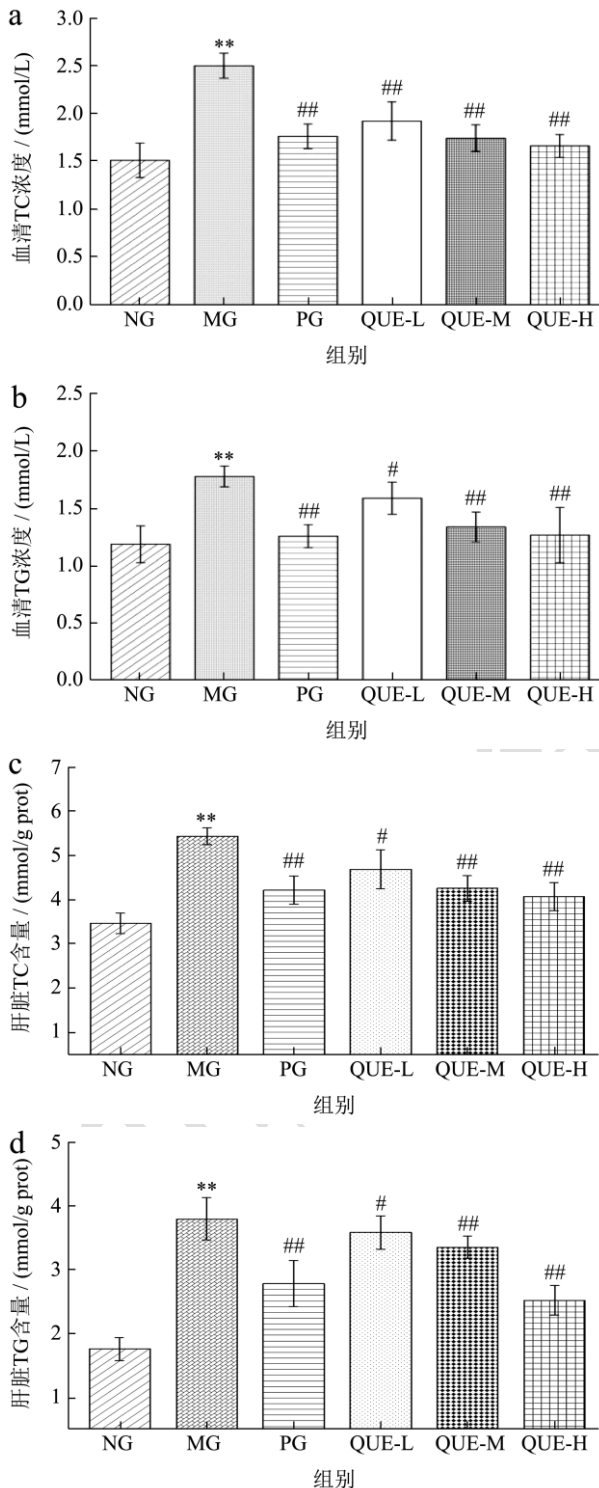 a
血清TC浓度 / (mmol/L)
3.0
2.5
2.0
1.5
1.0
0.5
0.0
**
##
##
##
##
NG MG PG QUE-L QUE-M QUE-H
组别
b
血清TG浓度 / (mmol/L)
2.5
2.0
1.5
1.0
0.5
0.0
**
##
#
##
##
NG MG PG QUE-L QUE-M QUE-H
组别
c
肝脏TC含量 / (mmol/g prot)
7
6
5
4
3
2
1
**
##
#
##
##
NG MG PG QUE-L QUE-M QUE-H
组别
d
肝脏TG含量 / (mmol/g prot)
5
4
3
2
1
**
##
#
##
##
NG MG PG QUE-L QUE-M QUE-H
组别